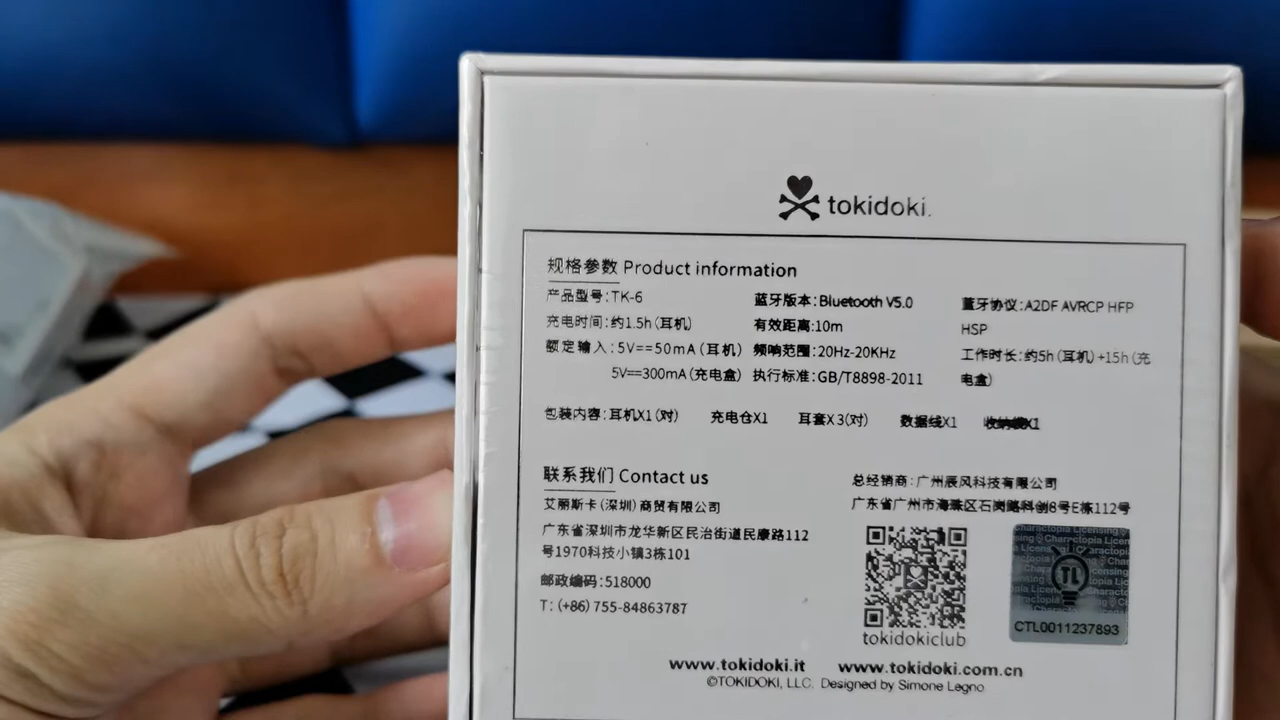 tokidoki.
规格参数 Product information
产品型号:TK-6 蓝牙版本:Bluetooth V5.0 蓝牙协议:A2DF AVRCP HFP
充电时间:约1.5h(耳机) 有效距离:10m HSP
额定输入:5V==50mA(耳机) 频响范围:20Hz-20KHz 工作时长:约5h(耳机)+15h(充
5V==300mA(充电盒) 执行标准:GB/T8898-2011 电盒)
包装内容:耳机X1(对) 充电仓X1 耳套X3(对) 数据线X1
联系我们 Contact us
艾丽斯卡(深圳)商贸有限公司
广东省深圳市龙华新区民治街道民康路112
号1970科技小镇3栋101
邮政编码:518000
T: (+86) 755-84863787
总经销商:广州辰风科技有限公司
广东省广州市海珠区石岗路科创8号E栋112号
tokidokiclub
Charactopia Licensing
TL
CTL0011237893
www.tokidoki.it www.tokidoki.com.cn
©TOKIDOKI, LLC. Designed by Simone Legno